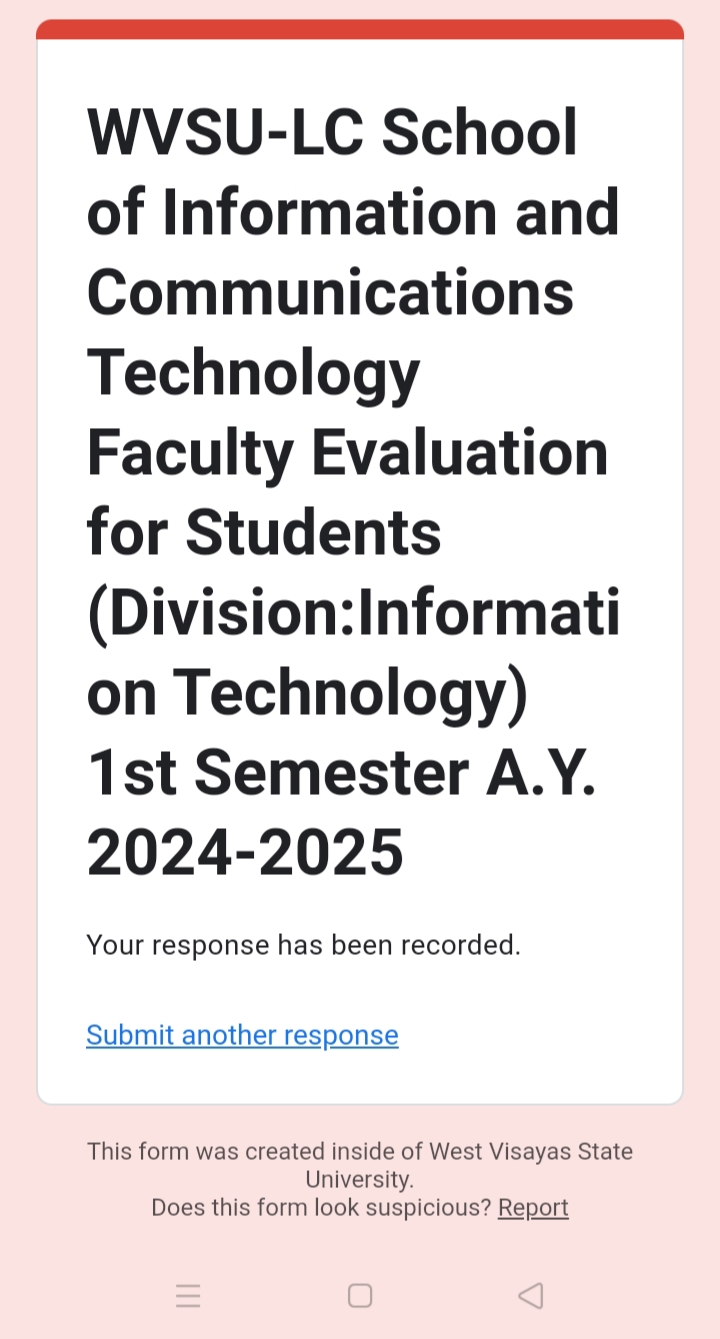 WVSU-LC School
of Information and
Communications
Technology
Faculty Evaluation
for Students
(Division:Informati
on Technology)
1st Semester A.Y.
2024-2025
Your response has been recorded.
Submit another response
This form was created inside of West Visayas State
University.
Does this form look suspicious? Report